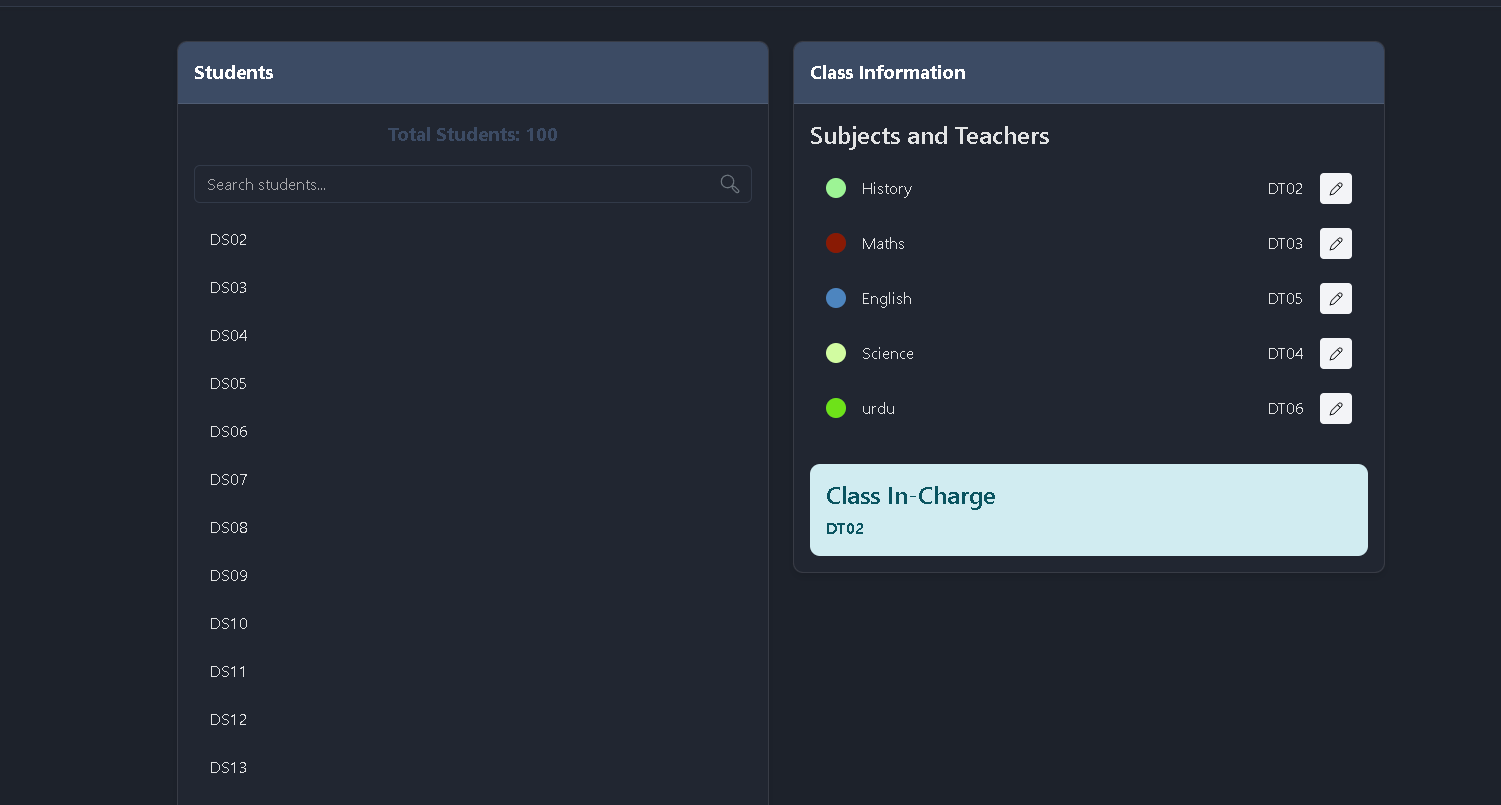 Students
Total Students: 100
Search students...
DS02
DS03
DS04
DS05
DS06
DS07
DS08
DS09
DS10
DS11
DS12
DS13
Class Information
Subjects and Teachers
History DT02
Maths DT03
English DT05
Science DT04
urdu DT06
Class In-Charge
DT02